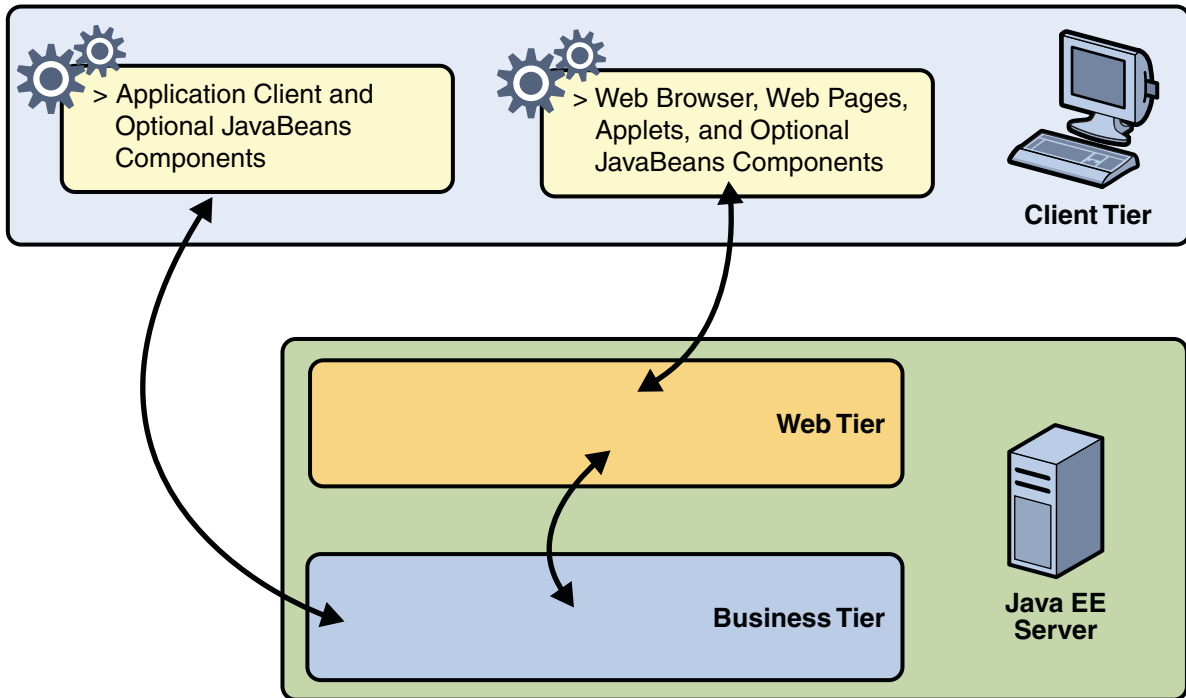 > Application Client and
Optional JavaBeans
Components
> Web Browser, Web Pages,
Applets, and Optional
JavaBeans Components
Client Tier
Web Tier
Business Tier
Java EE
Server